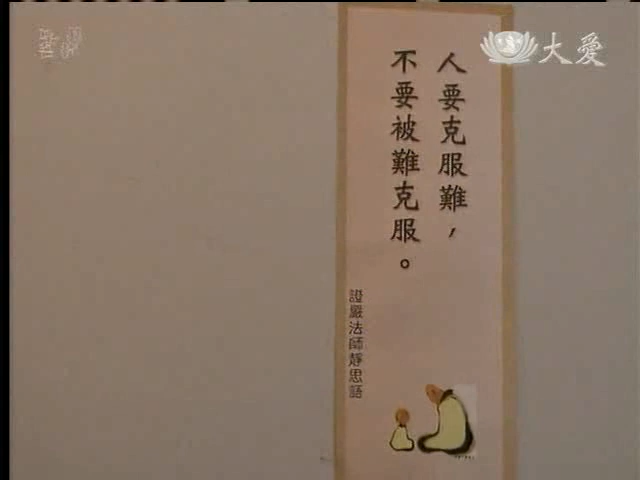 大愛
人要克服難，
不要被難克服。
證嚴法師靜思語